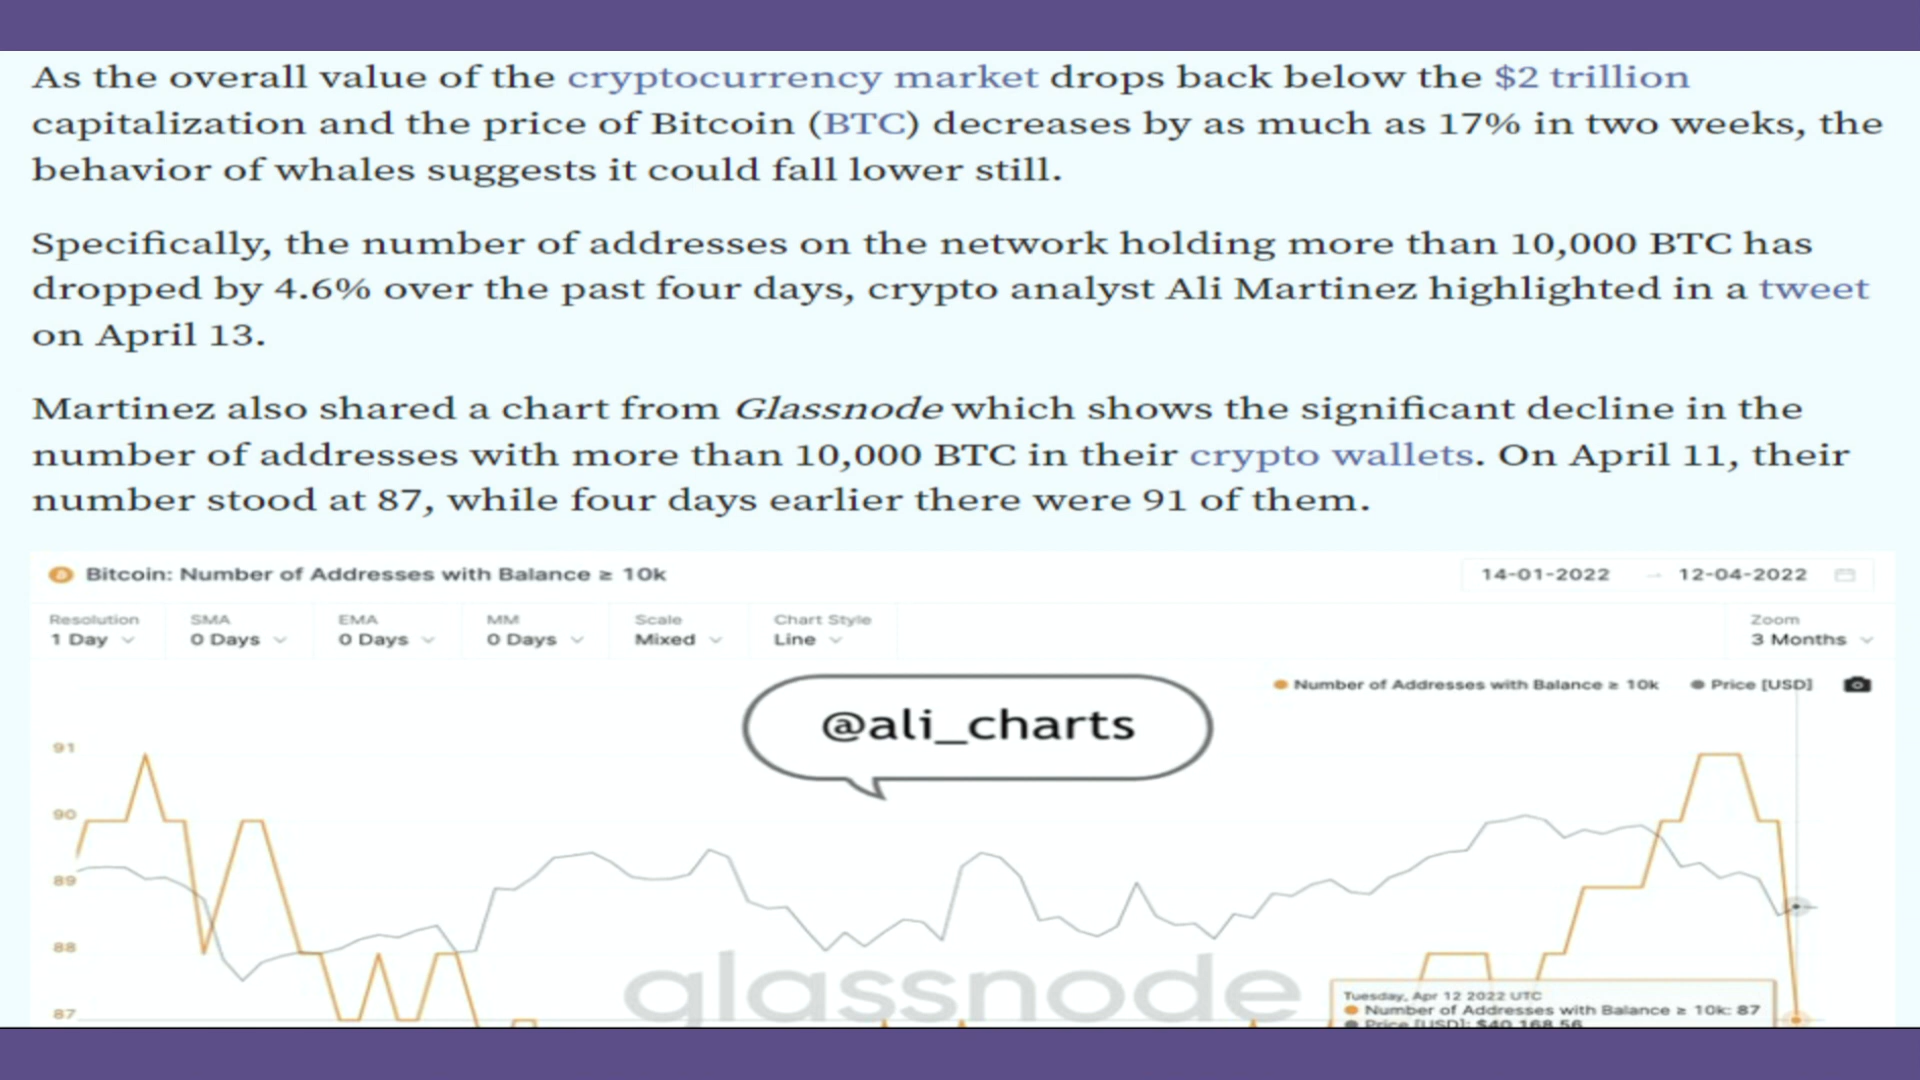 As the overall value of the cryptocurrency market drops back below the $2 trillion
capitalization and the price of Bitcoin (BTC) decreases by as much as 17% in two weeks, the
behavior of whales suggests it could fall lower still.
Specifically, the number of addresses on the network holding more than 10,000 BTC has
dropped by 4.6% over the past four days, crypto analyst Ali Martinez highlighted in a tweet
on April 13.
Martinez also shared a chart from Glassnode which shows the significant decline in the
number of addresses with more than 10,000 BTC in their crypto wallets. On April 11, their
number stood at 87, while four days earlier there were 91 of them.
Bitcoin: Number of Addresses with Balance ≥ 10k
14-01-2022 → 12-04-2022
Resolution SMA EMA MM Scale Chart Style Zoom
1 Day 0 Days 0 Days 0 Days Mixed Line 3 Months
Number of Addresses with Balance ≥ 10k Price [USD]
@ali_charts
91
90
89
88
87
glassnode
Tuesday, Apr 12 2022 UTC
Number of Addresses with Balance ≥ 10k: 87
Price [USD]: $40,168.56